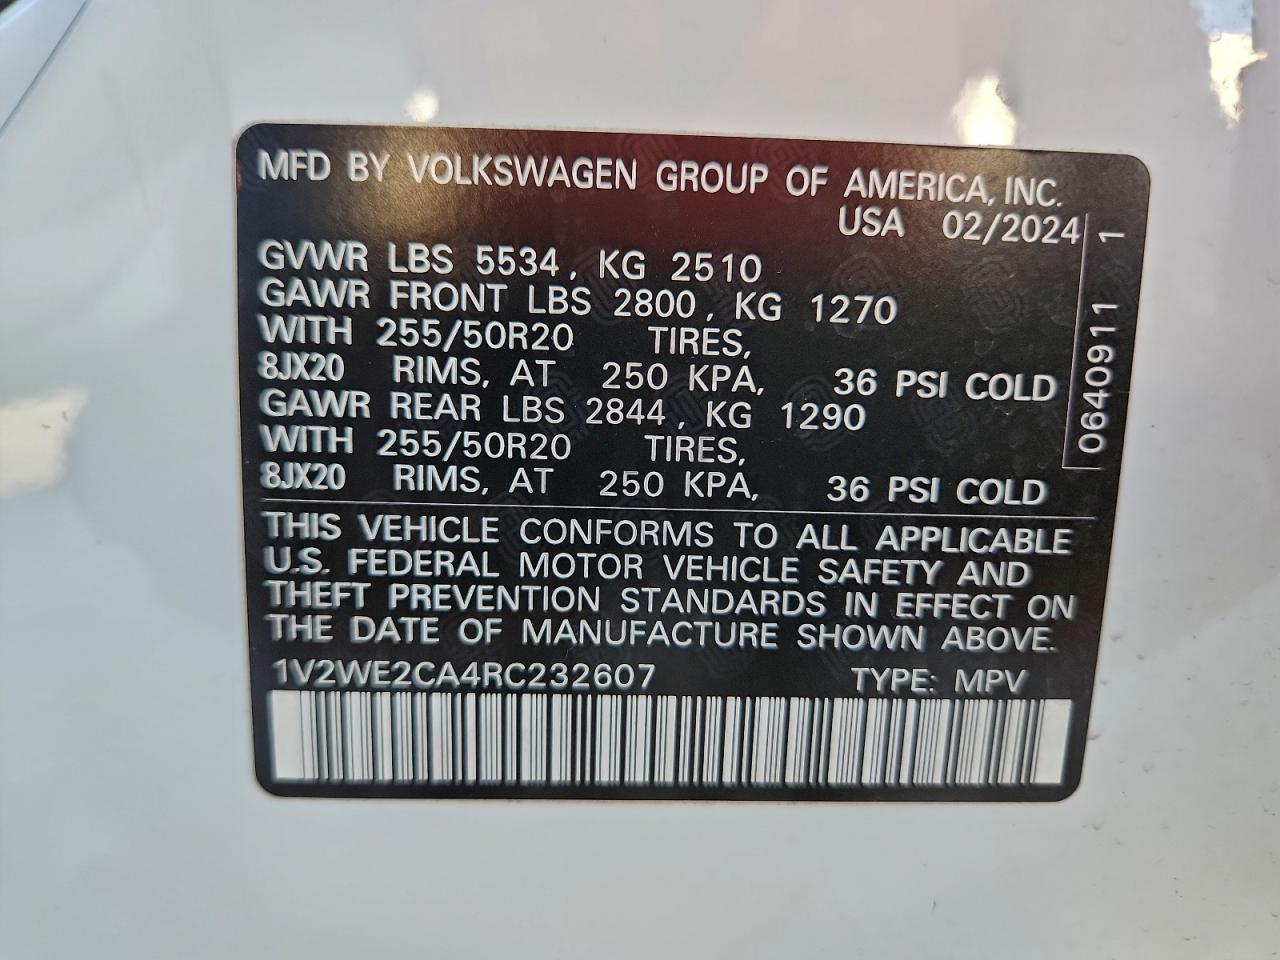 MFD BY VOLKSWAGEN GROUP OF AMERICA, INC.
USA 02/2024
GVWR LBS 5534, KG 2510
GAWR FRONT LBS 2800, KG 1270
WITH 255/50R20 TIRES,
8JX20 RIMS, AT 250 KPA, 36 PSI COLD
GAWR REAR LBS 2844, KG 1290
WITH 255/50R20 TIRES,
8JX20 RIMS, AT 250 KPA, 36 PSI COLD
0640911 1
THIS VEHICLE CONFORMS TO ALL APPLICABLE
U.S. FEDERAL MOTOR VEHICLE SAFETY AND
THEFT PREVENTION STANDARDS IN EFFECT ON
THE DATE OF MANUFACTURE SHOWN ABOVE.
1V2WE2CA4RC232607 TYPE: MPV